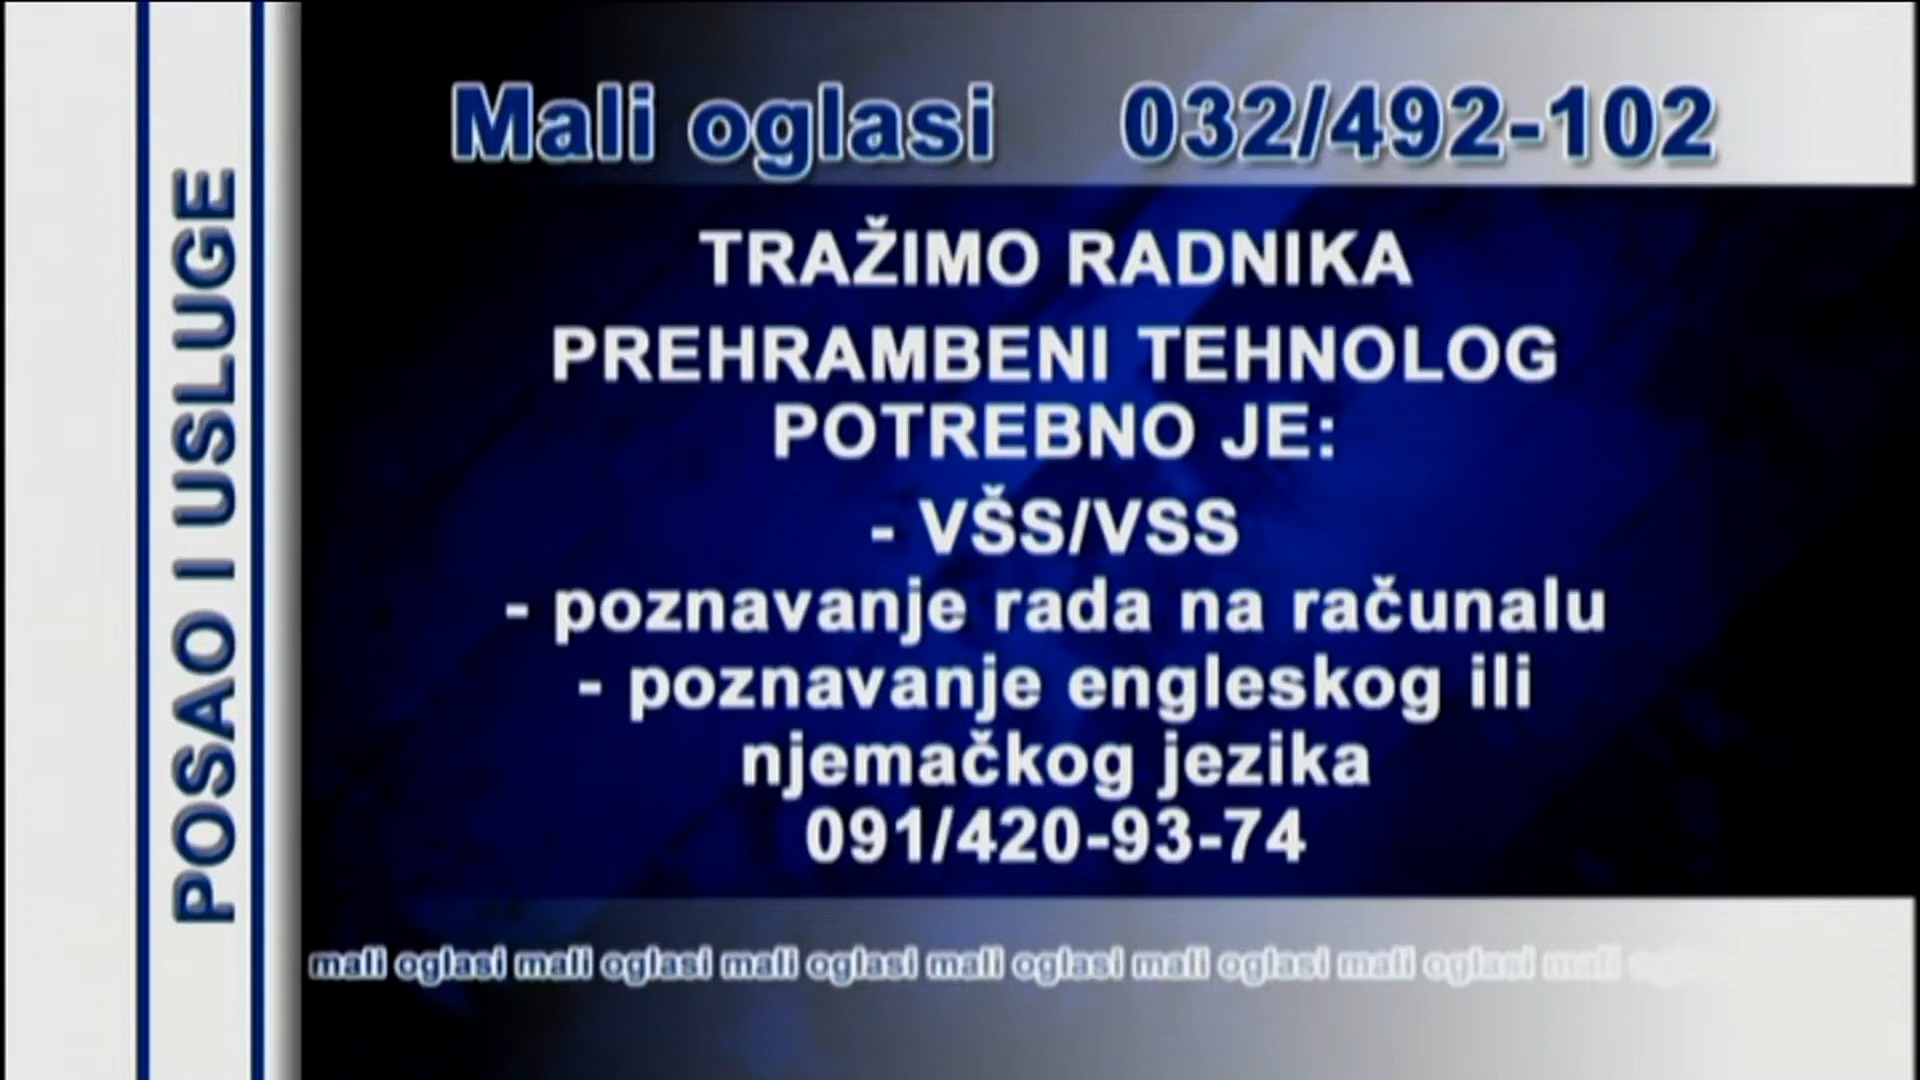 POSAO I USLUGE
Mali oglasi 032/492-102
TRAŽIMO RADNIKA
PREHRAMBENI TEHNOLOG
POTREBNO JE:
- VŠS/VSS
- poznavanje rada na računalu
- poznavanje engleskog ili
njemačkog jezika
091/420-93-74
mali oglasi mali oglasi mali oglasi mali oglasi mali oglasi mali oglasi mali